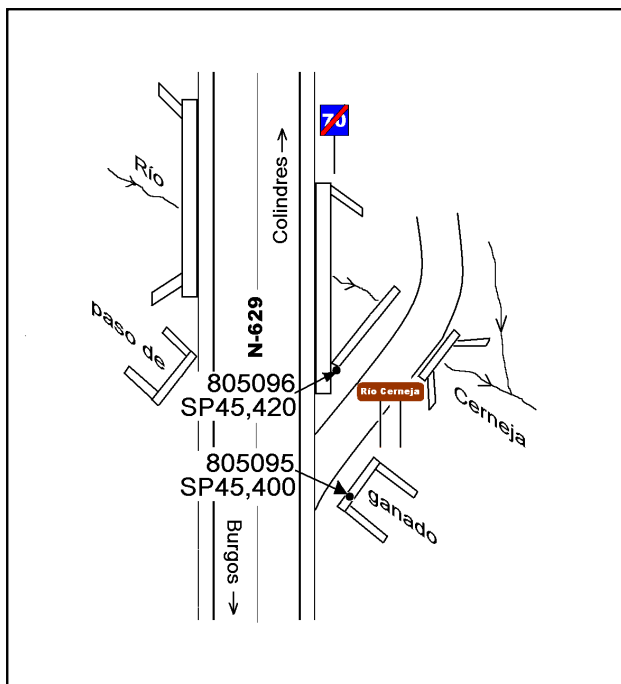 70
Río
Colindres →
paso de
N-629
805096
SP45,420
Río Cerneja
Cerneja
805095
SP45,400
ganado
Burgos →